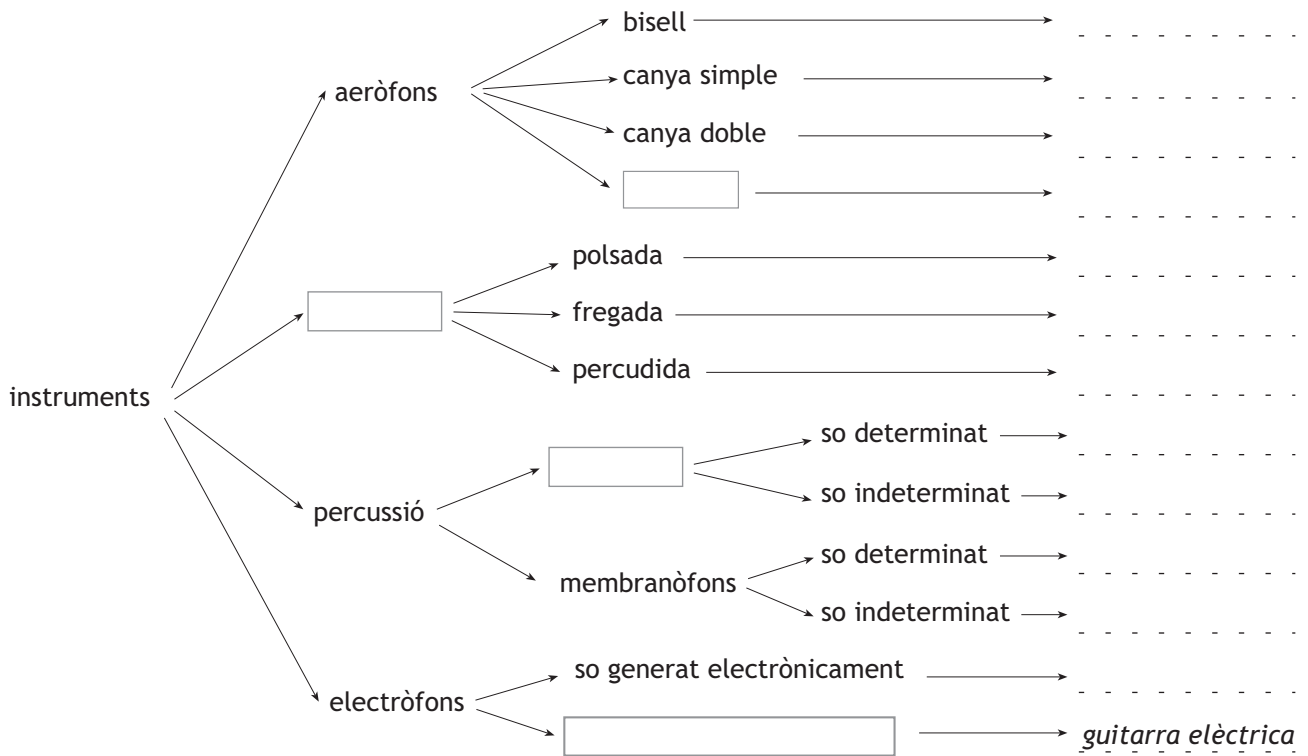 bisell
canya simple
aeròfons
canya doble
polsada
fregada
percudida
instruments
so determinat
so indeterminat
percussió
so determinat
membranòfons
so indeterminat
so generat electrònicament
electròfons
guitarra elèctrica